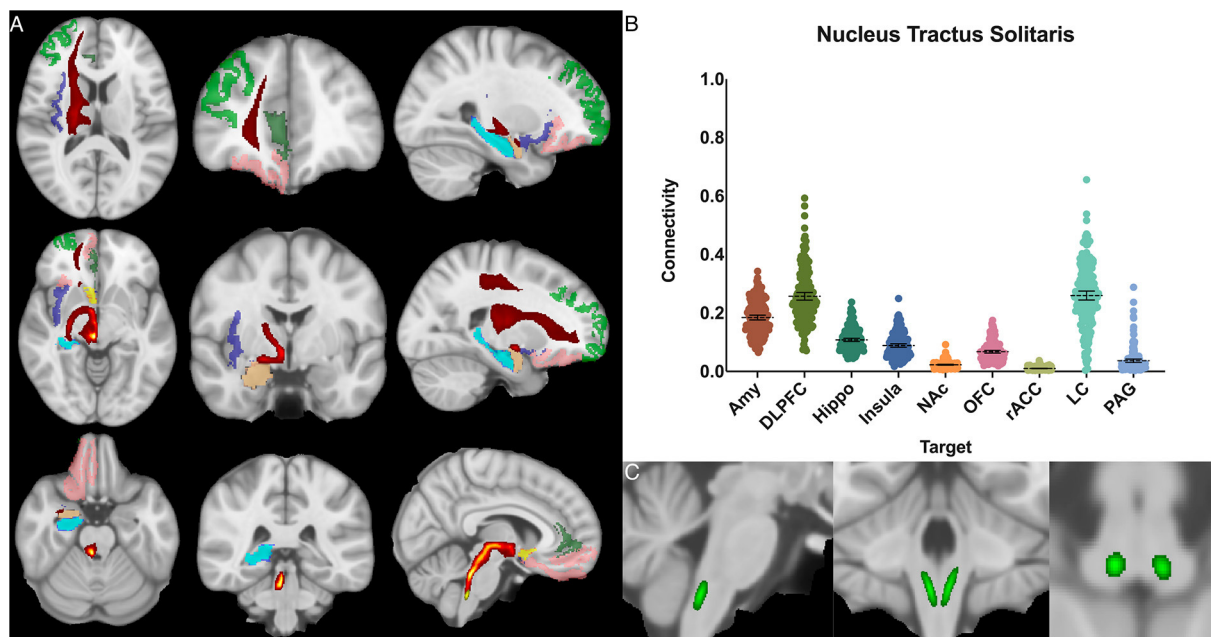 A
B
Nucleus Tractus Solitaris
1.0
0.8
0.6
0.4
0.2
0.0
Connectivity
Amy
DLPFC
Hippo
Insula
NAc
OFC
rACC
LC
PAG
Target
C